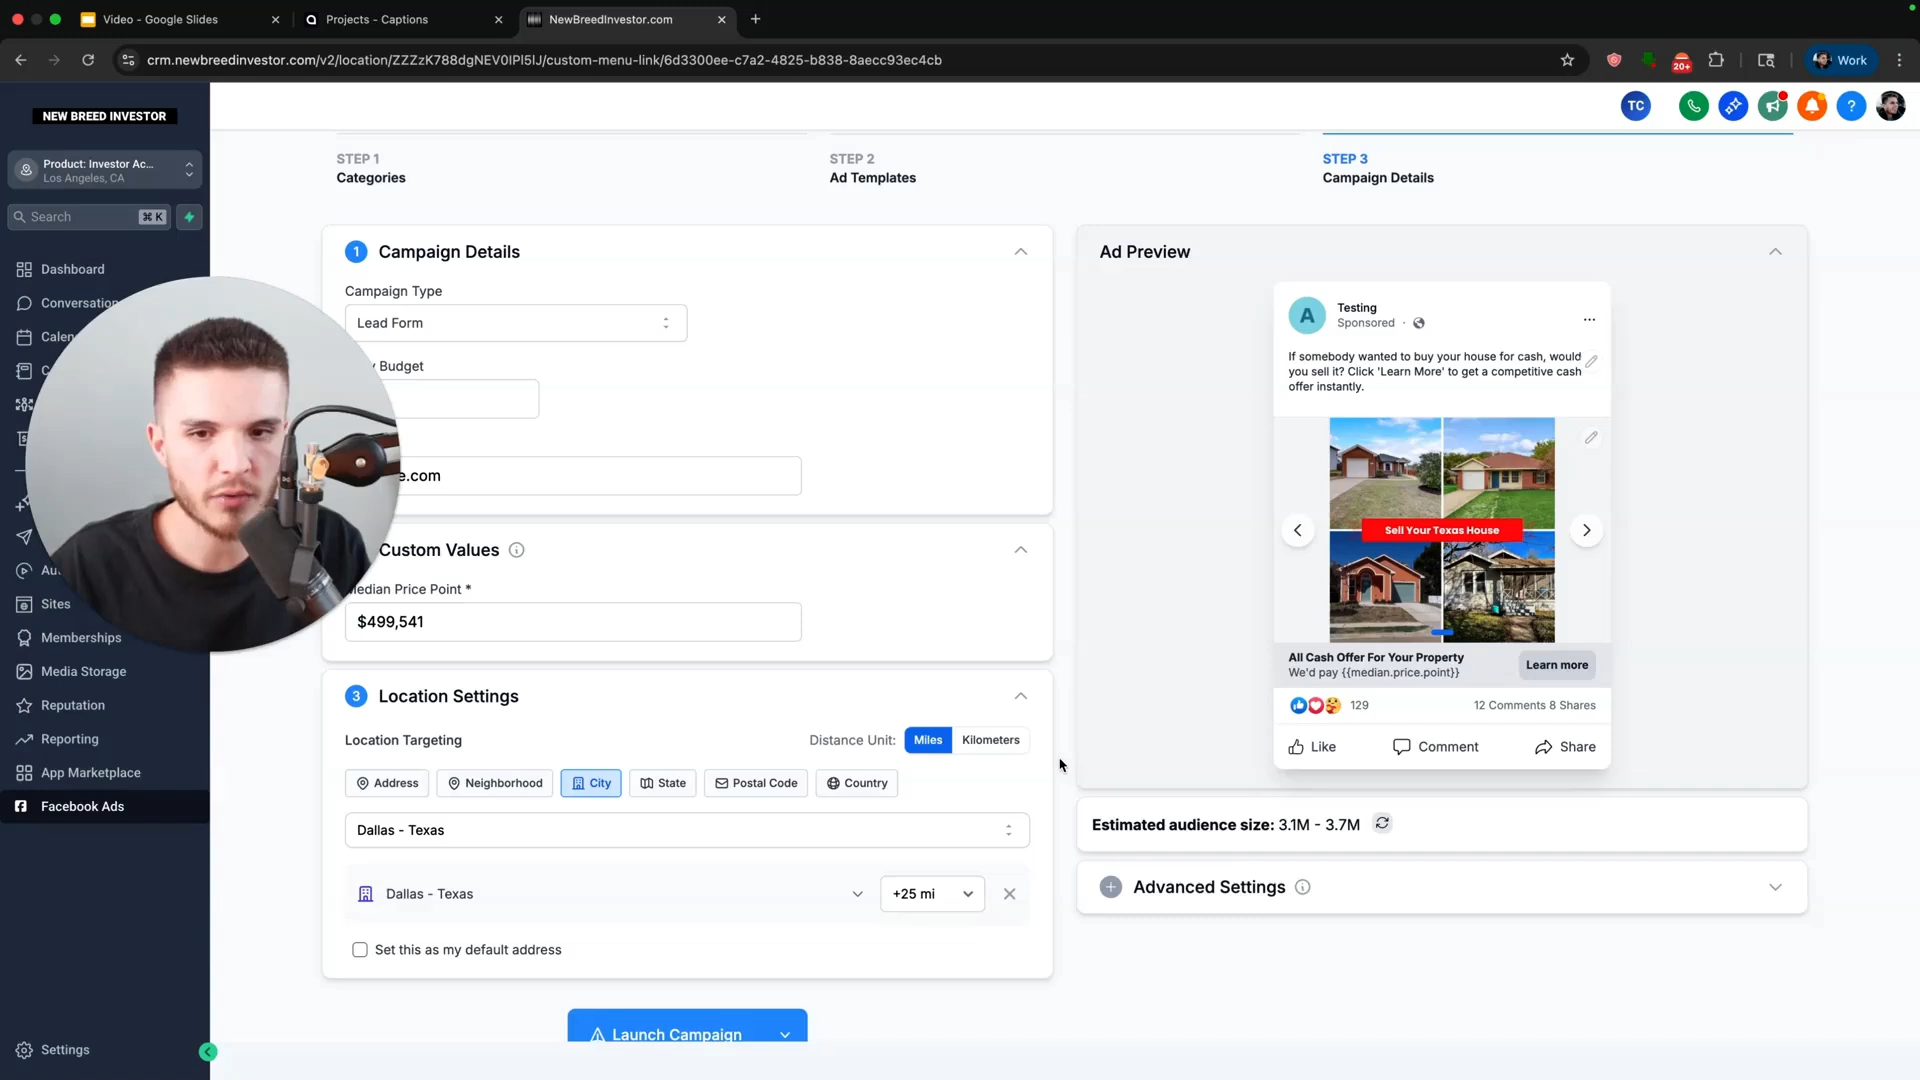 Video - Google Slides
Projects - Captions
NewBreedInvestor.com
crm.newbreedinvestor.com/v2/location/ZZZzK788dgNEV0IPl5IJ/custom-menu-link/6d3300ee-c7a2-4825-b838-8aecc93ec4cb
20+
Work
NEW BREED INVESTOR
TC
Product: Investor Ac...
Los Angeles, CA
Search
⌘ K
Dashboard
Conversation
Calen
C
Au
Sites
Memberships
Media Storage
Reputation
Reporting
App Marketplace
Facebook Ads
Settings
STEP 1
Categories
STEP 2
Ad Templates
STEP 3
Campaign Details
1
Campaign Details
Campaign Type
Lead Form
Budget
e.com
Custom Values
Median Price Point *
$499,541
3
Location Settings
Location Targeting
Distance Unit:
Miles
Kilometers
Address
Neighborhood
City
State
Postal Code
Country
Dallas - Texas
Dallas - Texas
+25 mi
Set this as my default address
Launch Campaign
Ad Preview
A
Testing
Sponsored ·
...
If somebody wanted to buy your house for cash, would
you sell it? Click 'Learn More' to get a competitive cash
offer instantly.
Sell Your Texas House
All Cash Offer For Your Property
We'd pay {{median.price.point}}
Learn more
129
12 Comments 8 Shares
Like
Comment
Share
Estimated audience size: 3.1M - 3.7M
Advanced Settings